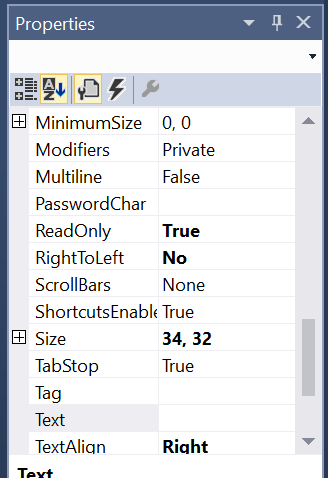 Properties
MinimumSize 0, 0
Modifiers Private
Multiline False
PasswordChar
ReadOnly True
RightToLeft No
ScrollBars None
ShortcutsEnable True
Size 34, 32
TabStop True
Tag
Text
TextAlign Right
Text